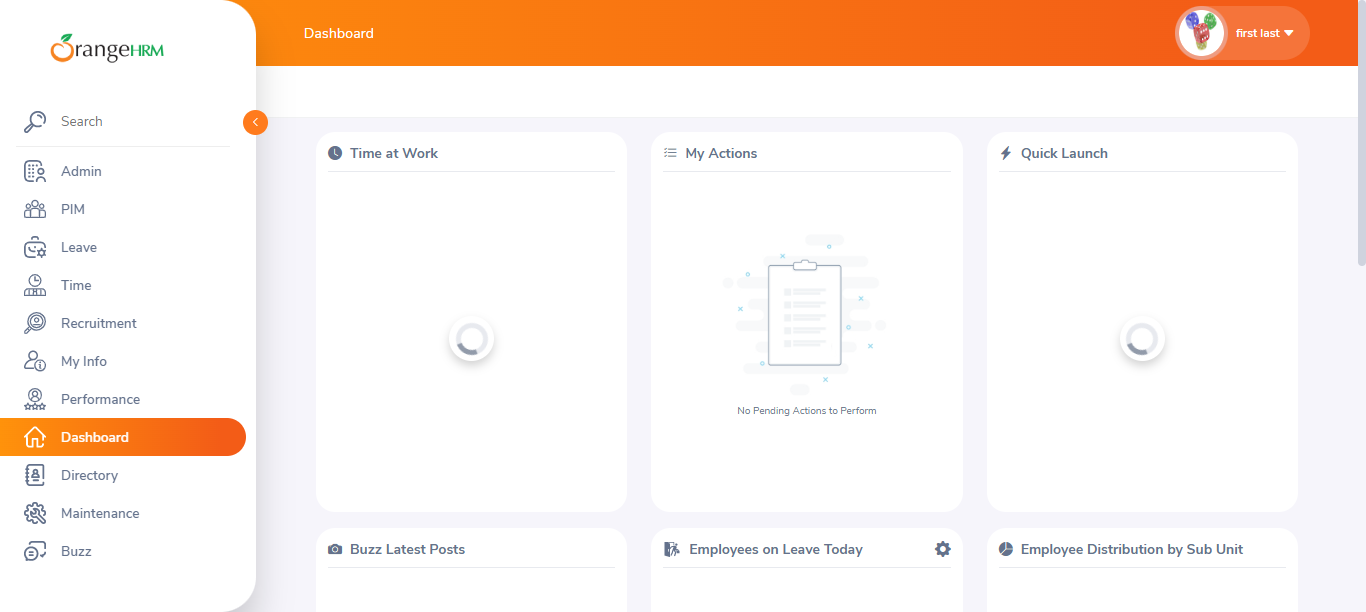 OrangeHRM
Dashboard
first last
Search
Admin
PIM
Leave
Time
Recruitment
My Info
Performance
Dashboard
Directory
Maintenance
Buzz
Time at Work
My Actions
No Pending Actions to Perform
Quick Launch
Buzz Latest Posts
Employees on Leave Today
Employee Distribution by Sub Unit